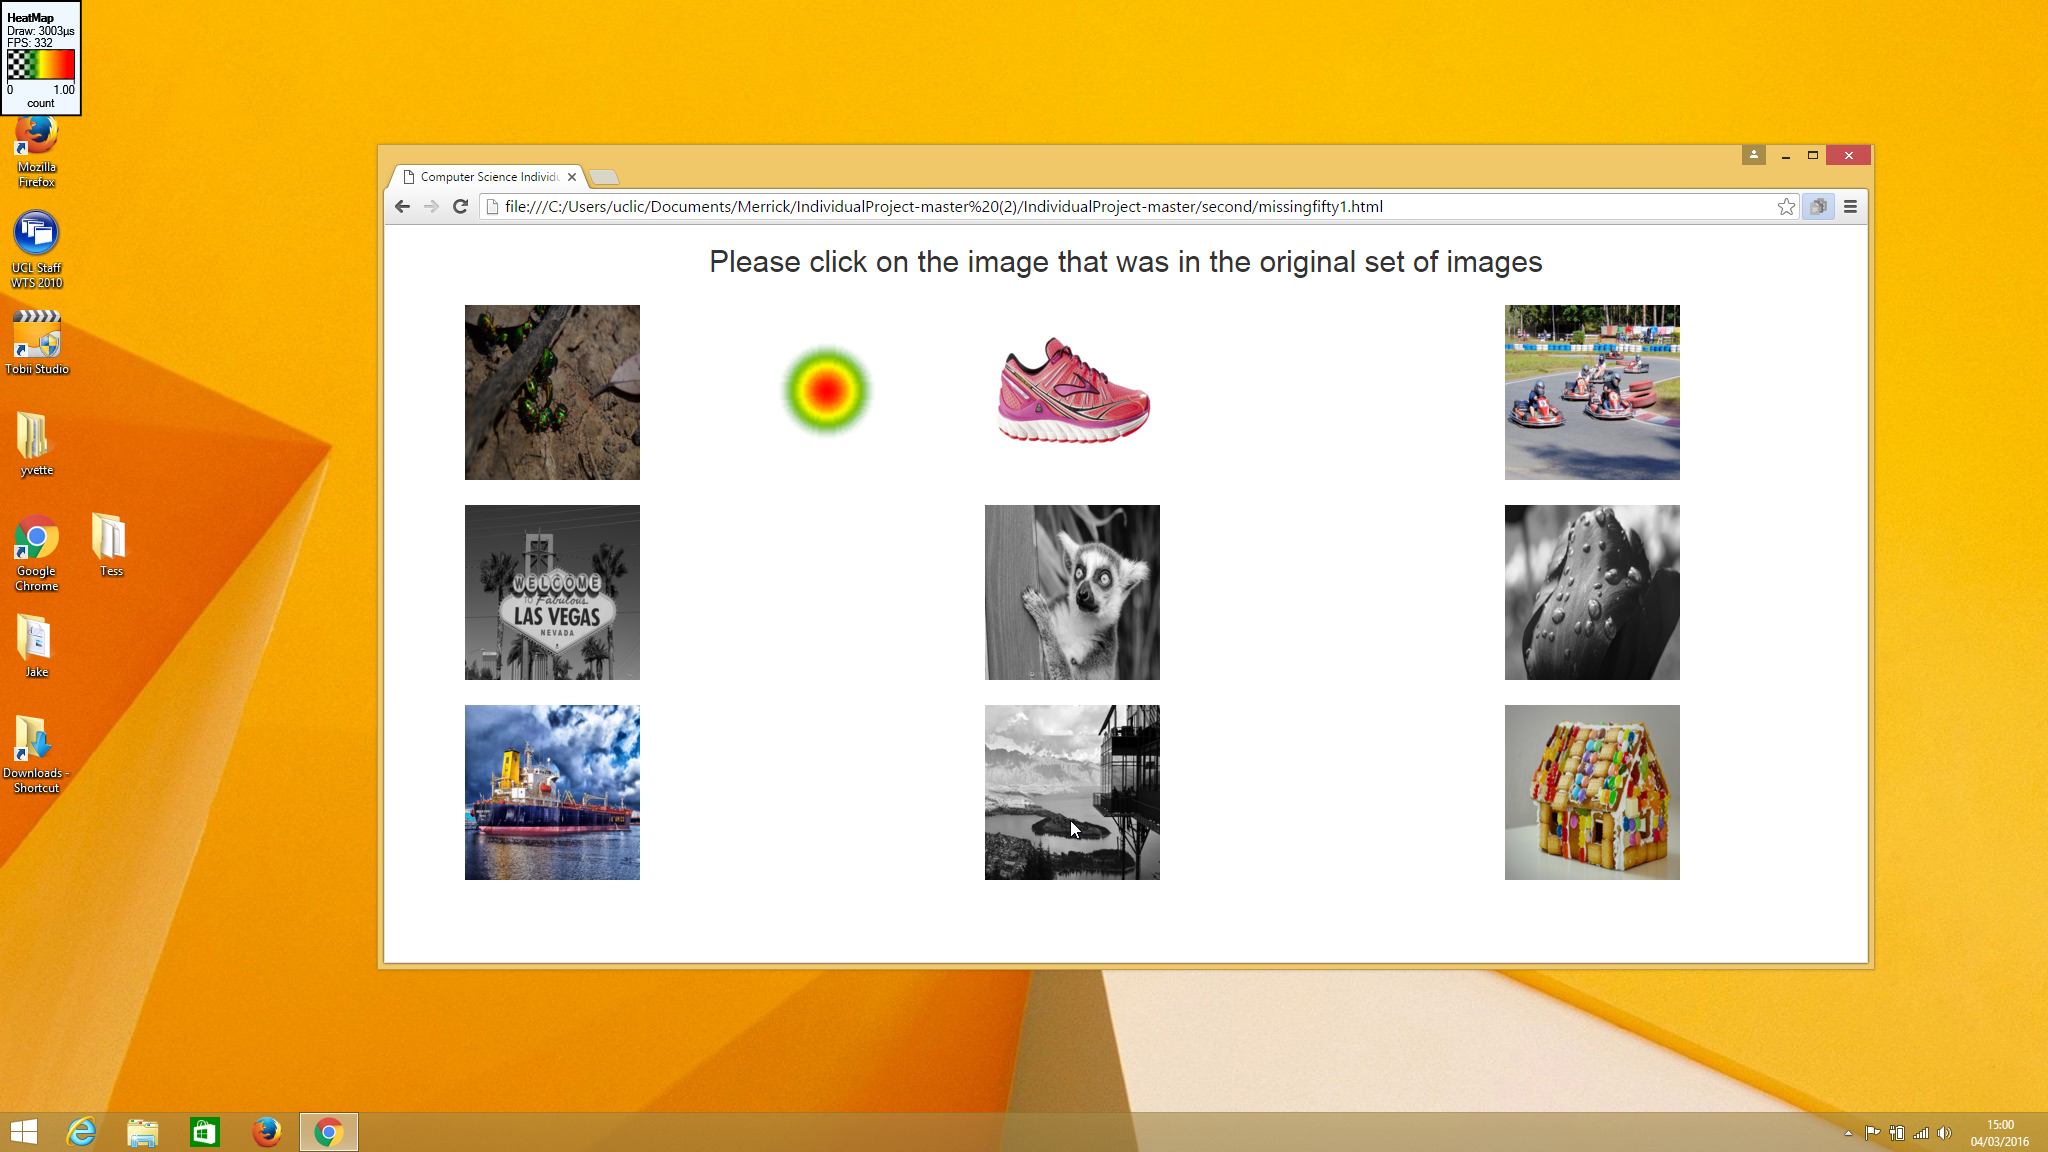 HeatMap
Draw: 3003µs
FPS: 332
0 1.00
count
Mozilla
Firefox
UCL Staff
WTS 2010
Tobii Studio
yvette
Google
Chrome
Tess
Jake
Downloads -
Shortcut
Computer Science Individu
file:///C:/Users/uclic/Documents/Merrick/IndividualProject-master%20(2)/IndividualProject-master/second/missingfifty1.html
Please click on the image that was in the original set of images
WELCOME
TO Fabulous
LAS VEGAS
NEVADA
15:00
04/03/2016